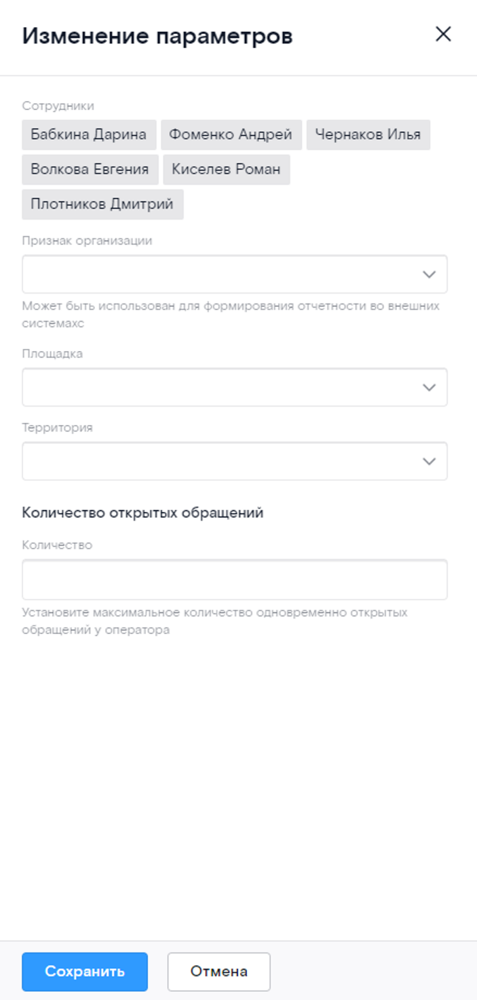 Изменение параметров
Сотрудники
Бабкина Дарина Фоменко Андрей Чернаков Илья
Волкова Евгения Киселев Роман
Плотников Дмитрий
Признак организации
Может быть использован для формирования отчетности во внешних
системахс
Площадка
Территория
Количество открытых обращений
Количество
Установите максимальное количество одновременно открытых
обращений у оператора
Сохранить Отмена